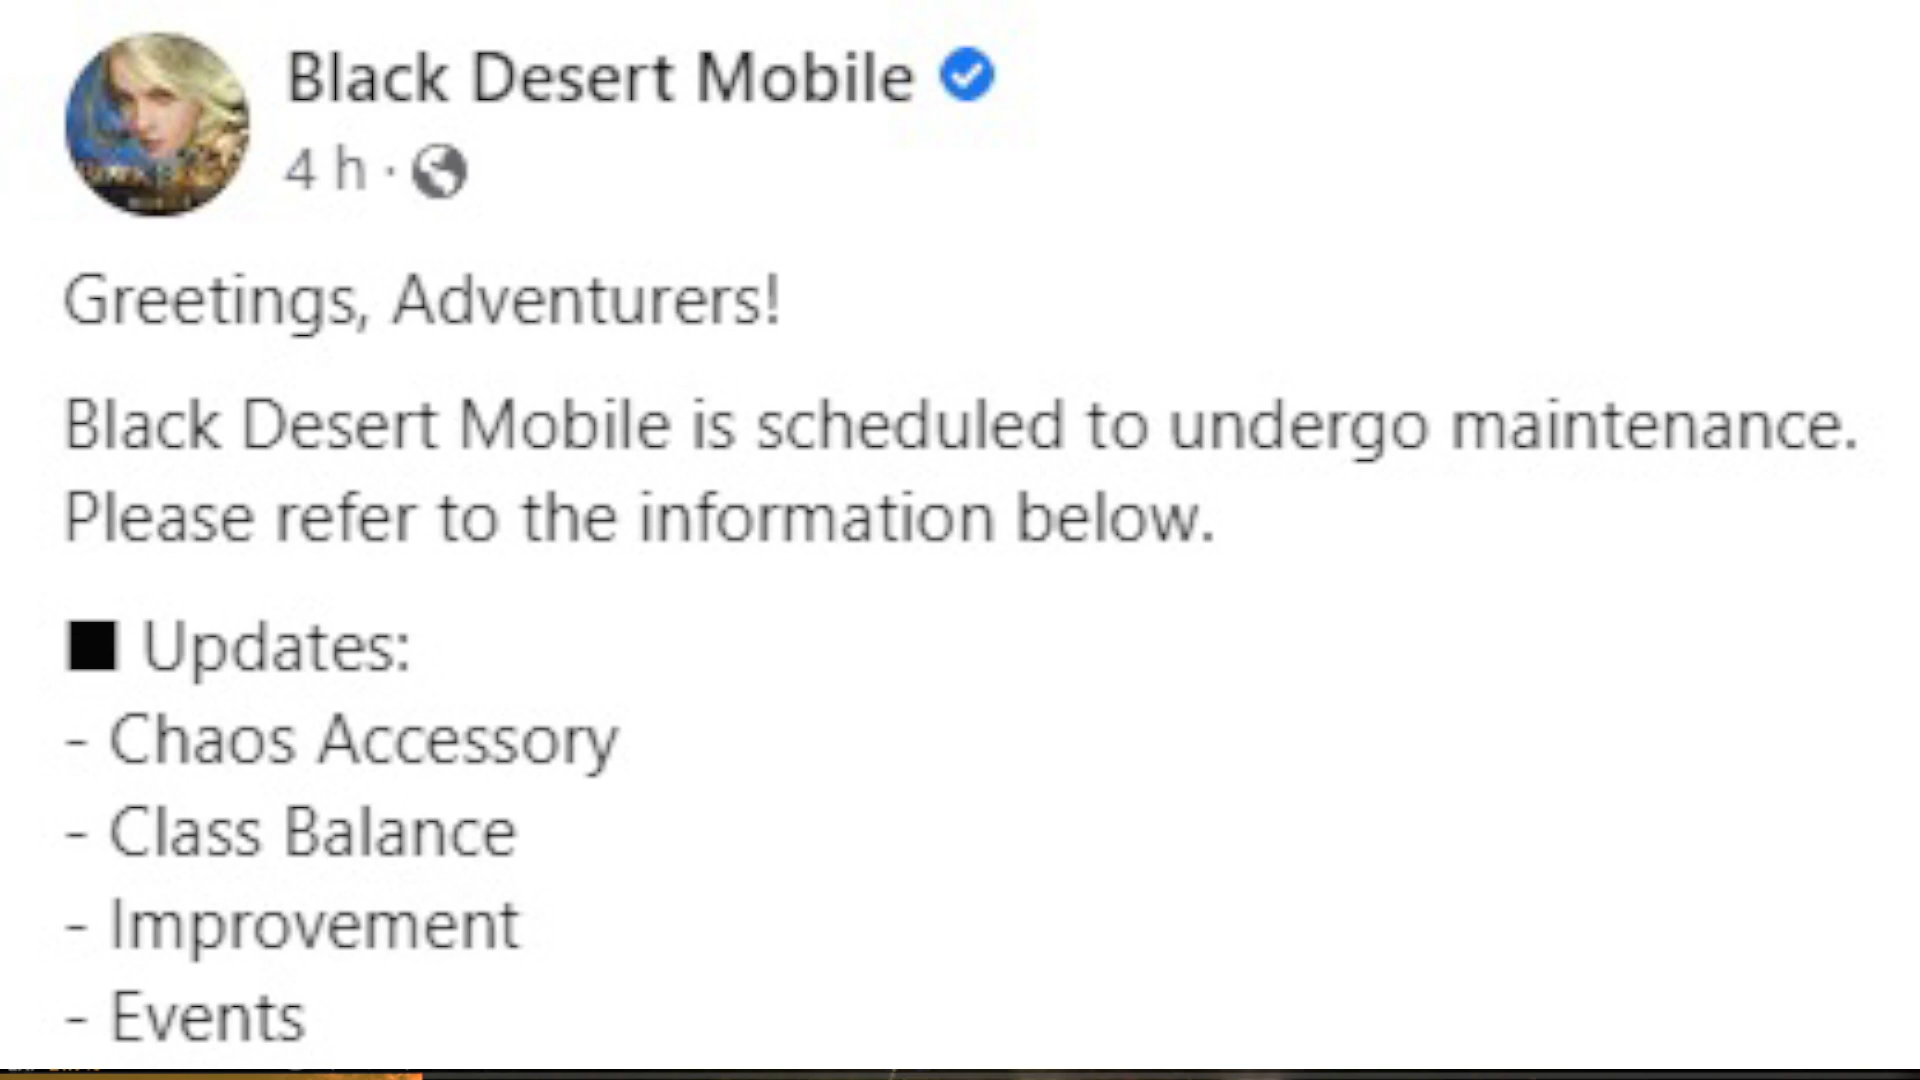 Black Desert Mobile
4 h ·
Greetings, Adventurers!
Black Desert Mobile is scheduled to undergo maintenance.
Please refer to the information below.
■ Updates:
- Chaos Accessory
- Class Balance
- Improvement
- Events